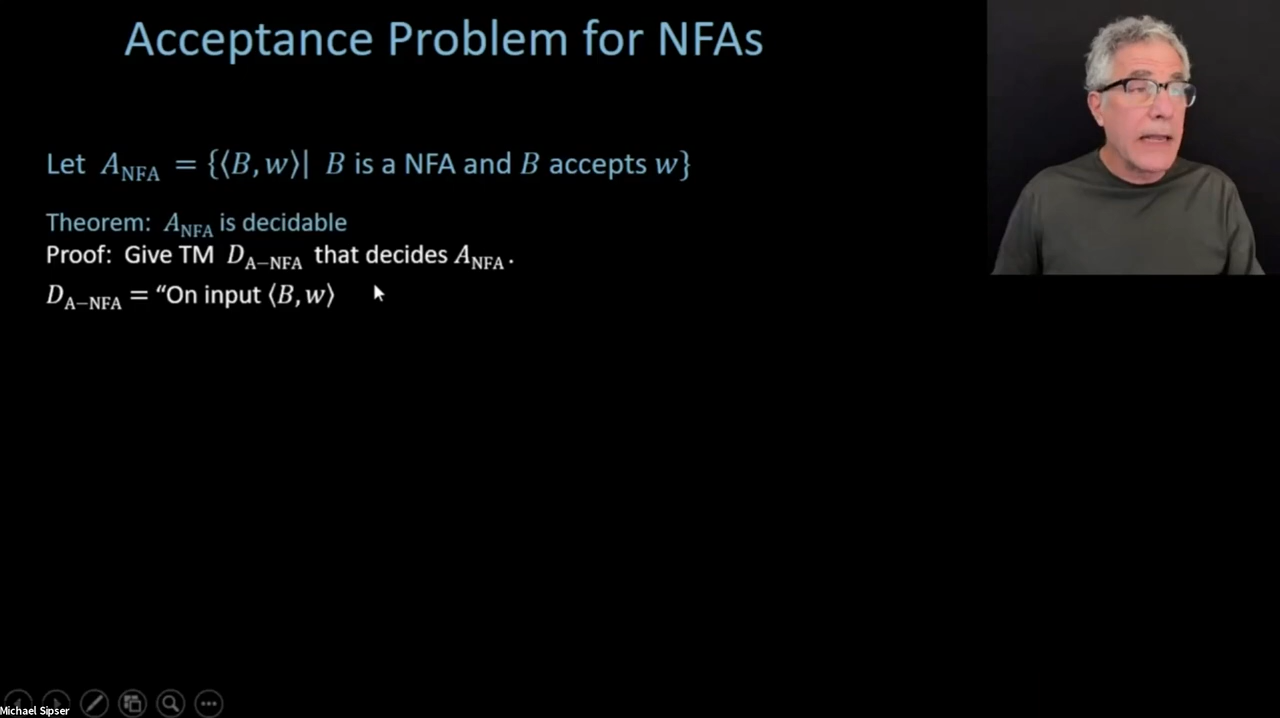 Acceptance Problem for NFAs
Let A_NFA = {⟨B, w⟩| B is a NFA and B accepts w}
Theorem: A_NFA is decidable
Proof: Give TM D_A−NFA that decides A_NFA .
D_A−NFA = “On input ⟨B, w⟩
Michael Sipser